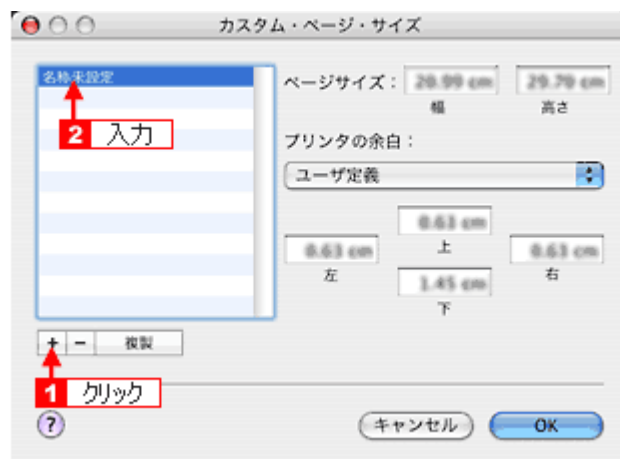 カスタム・ページ・サイズ
名称未設定
2 入力
ページサイズ： 20.99 cm 29.70 cm
幅 高さ
プリンタの余白：
ユーザ定義
0.63 cm
上
0.63 cm 0.63 cm
左 右
1.45 cm
下
+ − 複製
1 クリック
?
キャンセル OK